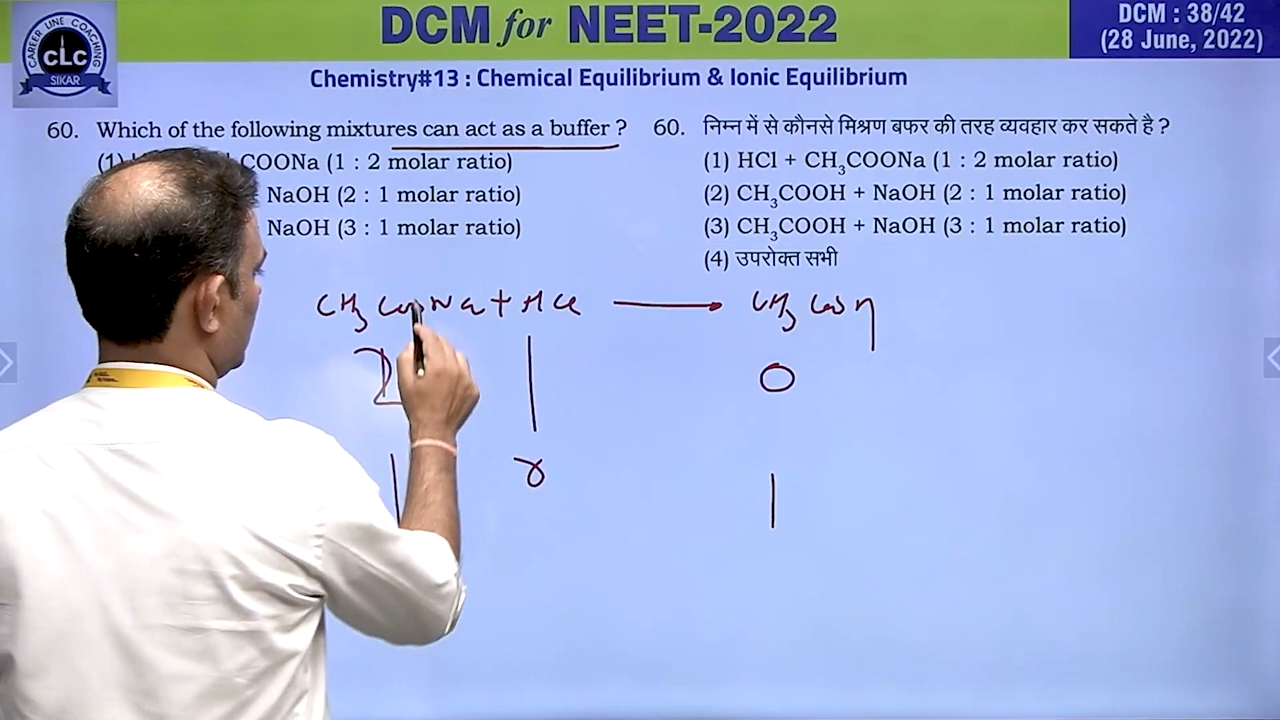 DCM for NEET-2022
DCM : 38/42
(28 June, 2022)
CAREER LINE COACHING
CLC
SIKAR
Chemistry#13 : Chemical Equilibrium & Ionic Equilibrium
60. Which of the following mixtures can act as a buffer ?
(1) COONa (1 : 2 molar ratio)
NaOH (2 : 1 molar ratio)
NaOH (3 : 1 molar ratio)
60. निम्न में से कौनसे मिश्रण बफर की तरह व्यवहार कर सकते है ?
(1) HCl + CH₃COONa (1 : 2 molar ratio)
(2) CH₃COOH + NaOH (2 : 1 molar ratio)
(3) CH₃COOH + NaOH (3 : 1 molar ratio)
(4) उपरोक्त सभी
CH₃COONa + HCl ⟶ CH₃COOH
2 1 0
1 1